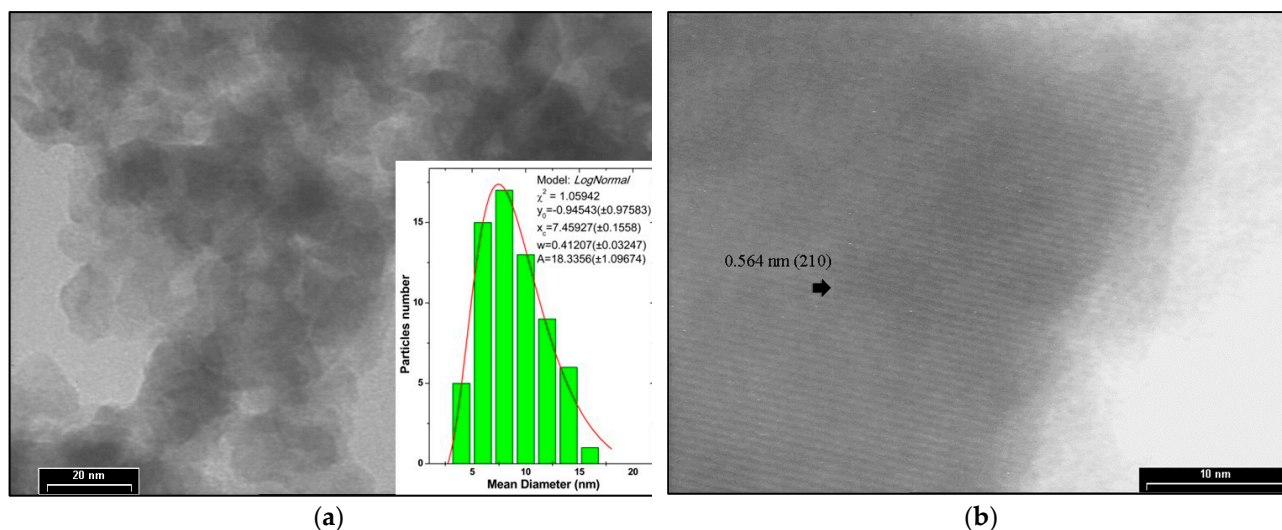 Model: LogNormal
χ² = 1.05942
y₀=-0.94543(±0.97583)
x_c=7.45927(±0.1558)
w=0.41207(±0.03247)
A=18.3356(±1.09674)
Particles number
15
10
5
0
5 10 15 20
Mean Diameter (nm)
20 nm
(a)
0.564 nm (210)
10 nm
(b)